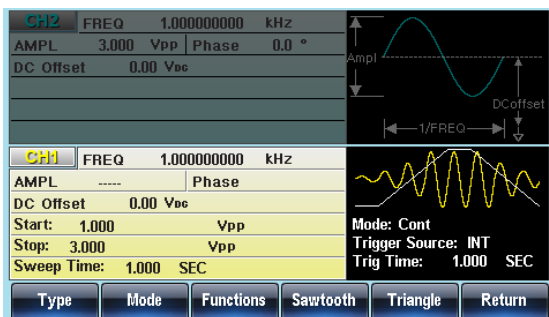 CH2 FREQ 1.000000000 kHz
AMPL 3.000 Vpp Phase 0.0 °
DC Offset 0.00 VDC
Ampl
DCoffset
1/FREQ
CH1 FREQ 1.000000000 kHz
AMPL ----- Phase
DC Offset 0.00 VDC
Start: 1.000 Vpp
Stop: 3.000 Vpp
Sweep Time: 1.000 SEC
Mode: Cont
Trigger Source: INT
Trig Time: 1.000 SEC
Type Mode Functions Sawtooth Triangle Return